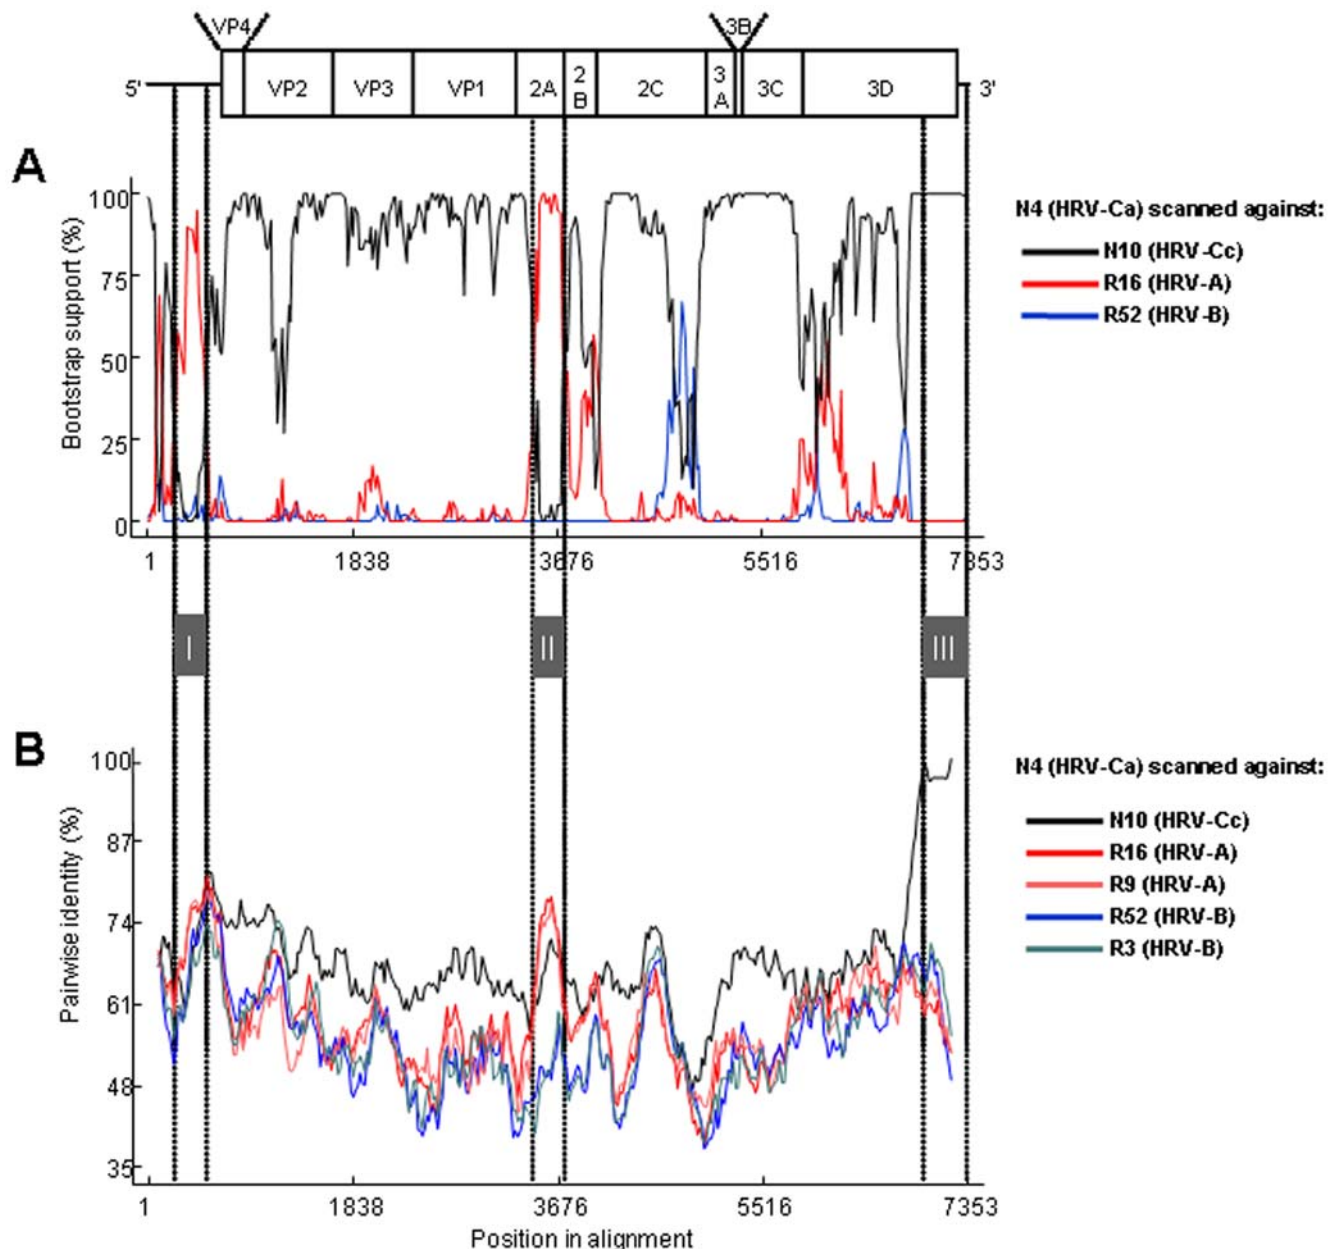 VP4
3B
5'
VP2
VP3
VP1
2A
2
B
2C
3
A
3C
3D
3'
A
Bootstrap support (%)
100
75
50
25
0
1
1838
3676
5516
7353
N4 (HRV-Ca) scanned against:
N10 (HRV-Cc)
R16 (HRV-A)
R52 (HRV-B)
I
II
III
B
Pairwise identity (%)
100
87
74
61
48
35
1
1838
3676
5516
7353
Position in alignment
N4 (HRV-Ca) scanned against:
N10 (HRV-Cc)
R16 (HRV-A)
R9 (HRV-A)
R52 (HRV-B)
R3 (HRV-B)